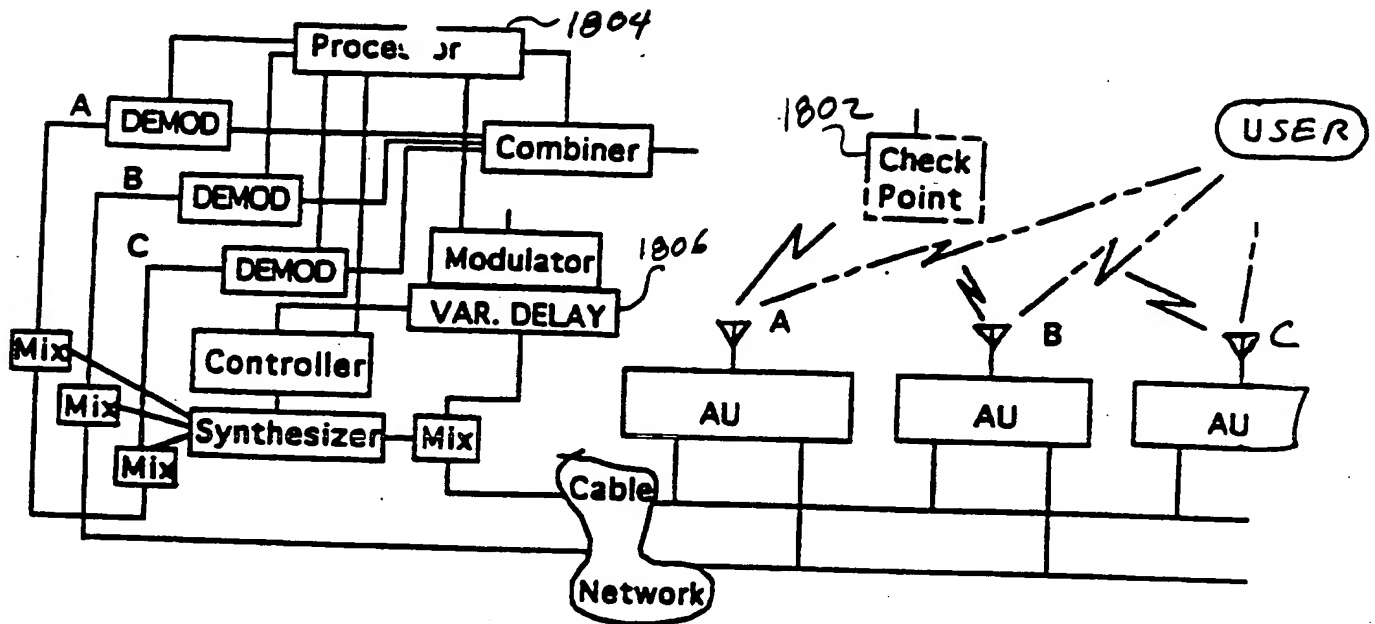 1804
Processor
A
DEMOD
Combiner
1802
Check
Point
USER
B
DEMOD
C
DEMOD
Modulator
1806
VAR. DELAY
A
B
C
Mix
Controller
Mix
Synthesizer
Mix
Mix
AU
AU
AU
Cable
Network